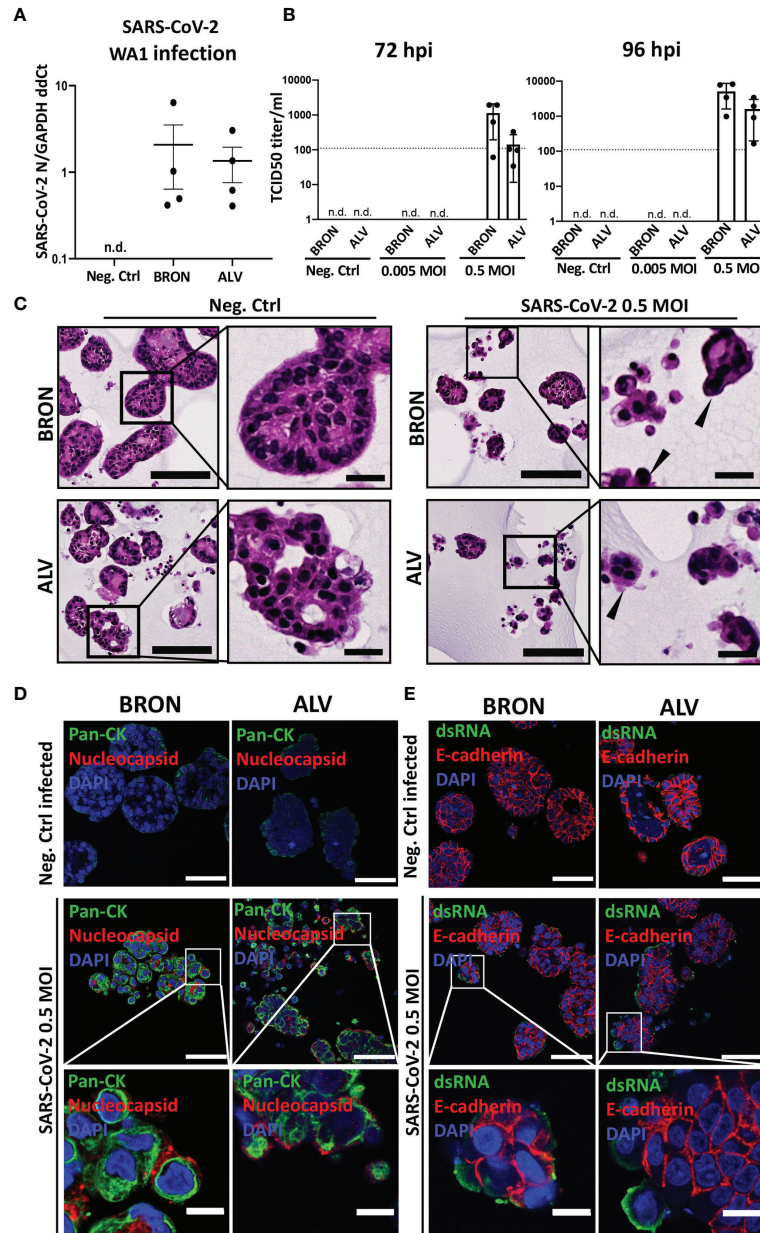 A
SARS-CoV-2
WA1 infection
SARS-CoV-2 N/GAPDH ddCt
10
1
0.1
n.d.
Neg. Ctrl
BRON
ALV
B
72 hpi
96 hpi
TCID50 titer/ml
10000
1000
100
10
1
n.d. n.d. n.d. n.d.
BRON ALV BRON ALV BRON ALV
Neg. Ctrl 0.005 MOI 0.5 MOI
10000
1000
100
10
1
n.d. n.d. n.d. n.d.
BRON ALV BRON ALV BRON ALV
Neg. Ctrl 0.005 MOI 0.5 MOI
C
Neg. Ctrl
SARS-CoV-2 0.5 MOI
BRON
ALV
BRON
ALV
D
BRON
ALV
Neg. Ctrl infected
Pan-CK
Nucleocapsid
DAPI
Pan-CK
Nucleocapsid
DAPI
SARS-CoV-2 0.5 MOI
Pan-CK
Nucleocapsid
DAPI
Pan-CK
Nucleocapsid
DAPI
Pan-CK
Nucleocapsid
DAPI
Pan-CK
Nucleocapsid
DAPI
E
BRON
ALV
Neg. Ctrl infected
dsRNA
E-cadherin
DAPI
dsRNA
E-cadherin
DAPI
SARS-CoV-2 0.5 MOI
dsRNA
E-cadherin
DAPI
dsRNA
E-cadherin
DAPI
dsRNA
E-cadherin
DAPI
dsRNA
E-cadherin
DAPI